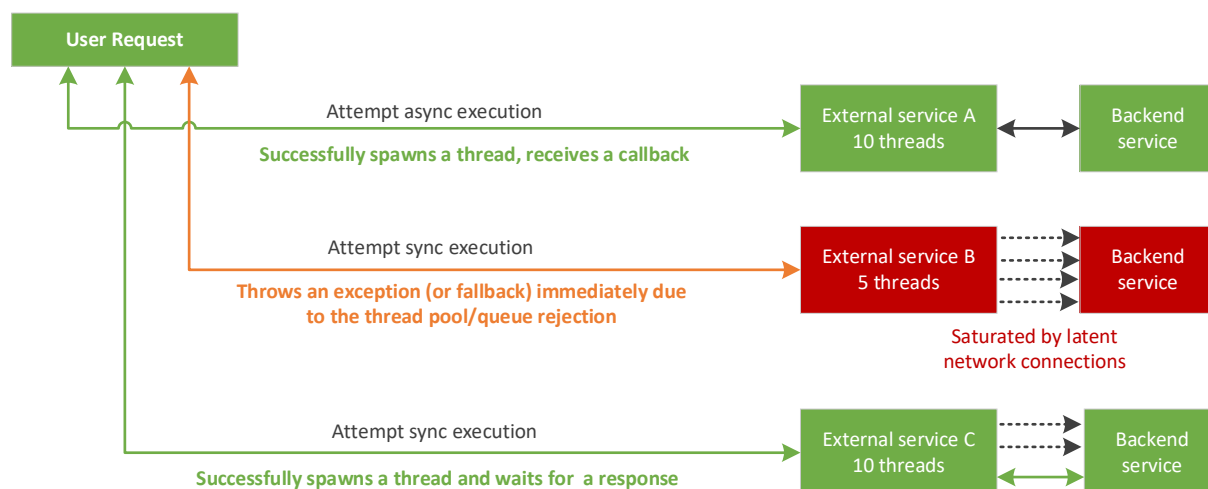 User Request
Attempt async execution
Successfully spawns a thread, receives a callback
External service A
10 threads
Backend
service
Attempt sync execution
Throws an exception (or fallback) immediately due
to the thread pool/queue rejection
External service B
5 threads
Backend
service
Saturated by latent
network connections
Attempt sync execution
Successfully spawns a thread and waits for a response
External service C
10 threads
Backend
service